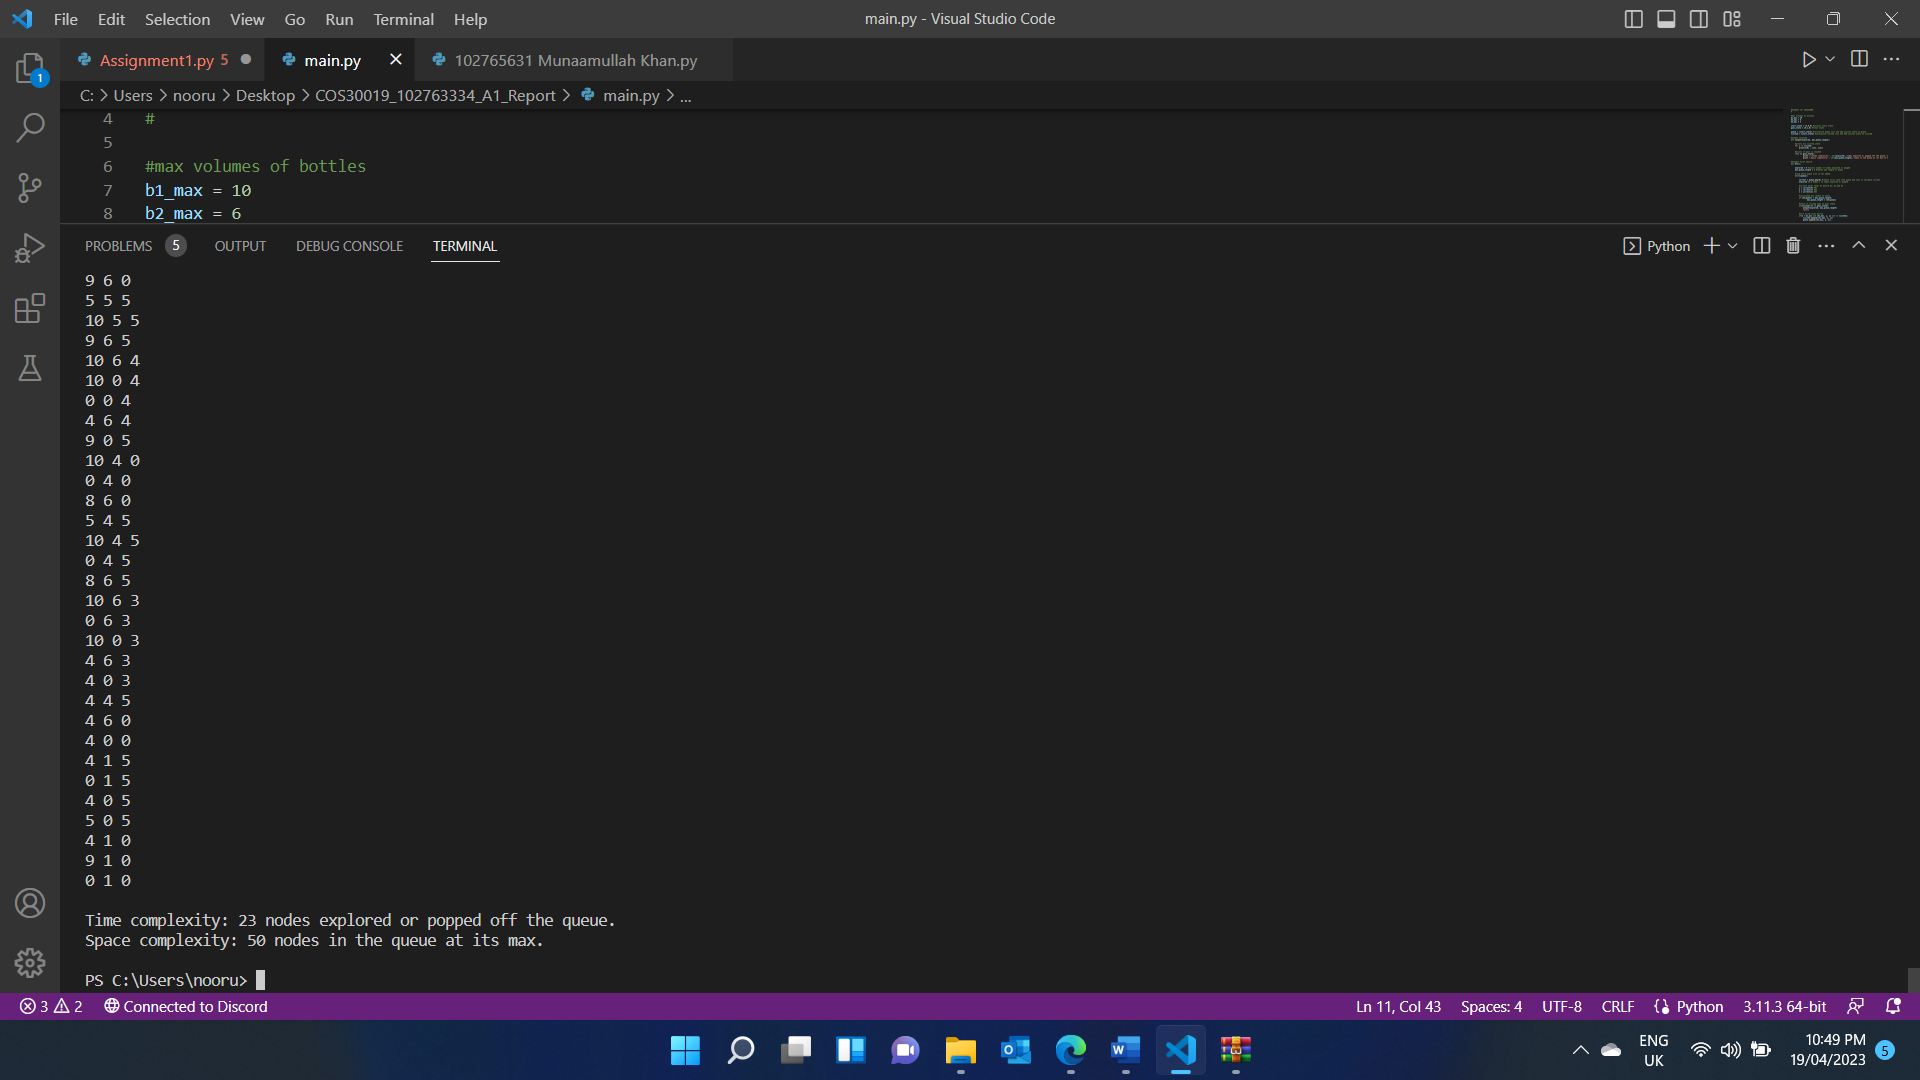 File Edit Selection View Go Run Terminal Help
main.py - Visual Studio Code
1
Assignment1.py 5
main.py
102765631 Munaamullah Khan.py
C: > Users > nooru > Desktop > COS30019_102763334_A1_Report > main.py > ...
4 #
5
6 #max volumes of bottles
7 b1_max = 10
8 b2_max = 6
PROBLEMS 5 OUTPUT DEBUG CONSOLE TERMINAL
Python
9 6 0
5 5 5
10 5 5
9 6 5
10 6 4
10 0 4
0 0 4
4 6 4
9 0 5
10 4 0
0 4 0
8 6 0
5 4 5
10 4 5
0 4 5
8 6 5
10 6 3
0 6 3
10 0 3
4 6 3
4 0 3
4 4 5
4 6 0
4 0 0
4 1 5
0 1 5
4 0 5
5 0 5
4 1 0
9 1 0
0 1 0
Time complexity: 23 nodes explored or popped off the queue.
Space complexity: 50 nodes in the queue at its max.
PS C:\Users\nooru>
3 2 Connected to Discord
Ln 11, Col 43 Spaces: 4 UTF-8 CRLF Python 3.11.3 64-bit
ENG
UK
10:49 PM
19/04/2023
5